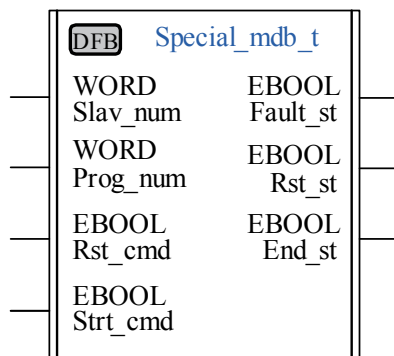 DFB Special_mdb_t
WORD EBOOL
Slav_num Fault_st
WORD EBOOL
Prog_num Rst_st
EBOOL EBOOL
Rst_cmd End_st
EBOOL
Strt_cmd